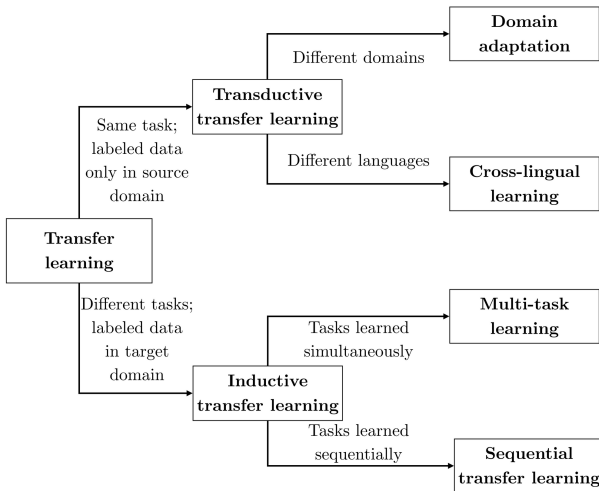 Domain
adaptation
Different domains
Transductive
transfer learning
Same task;
labeled data
only in source
domain
Different languages
Cross-lingual
learning
Transfer
learning
Different tasks;
labeled data
in target
domain
Multi-task
learning
Tasks learned
simultaneously
Inductive
transfer learning
Tasks learned
sequentially
Sequential
transfer learning